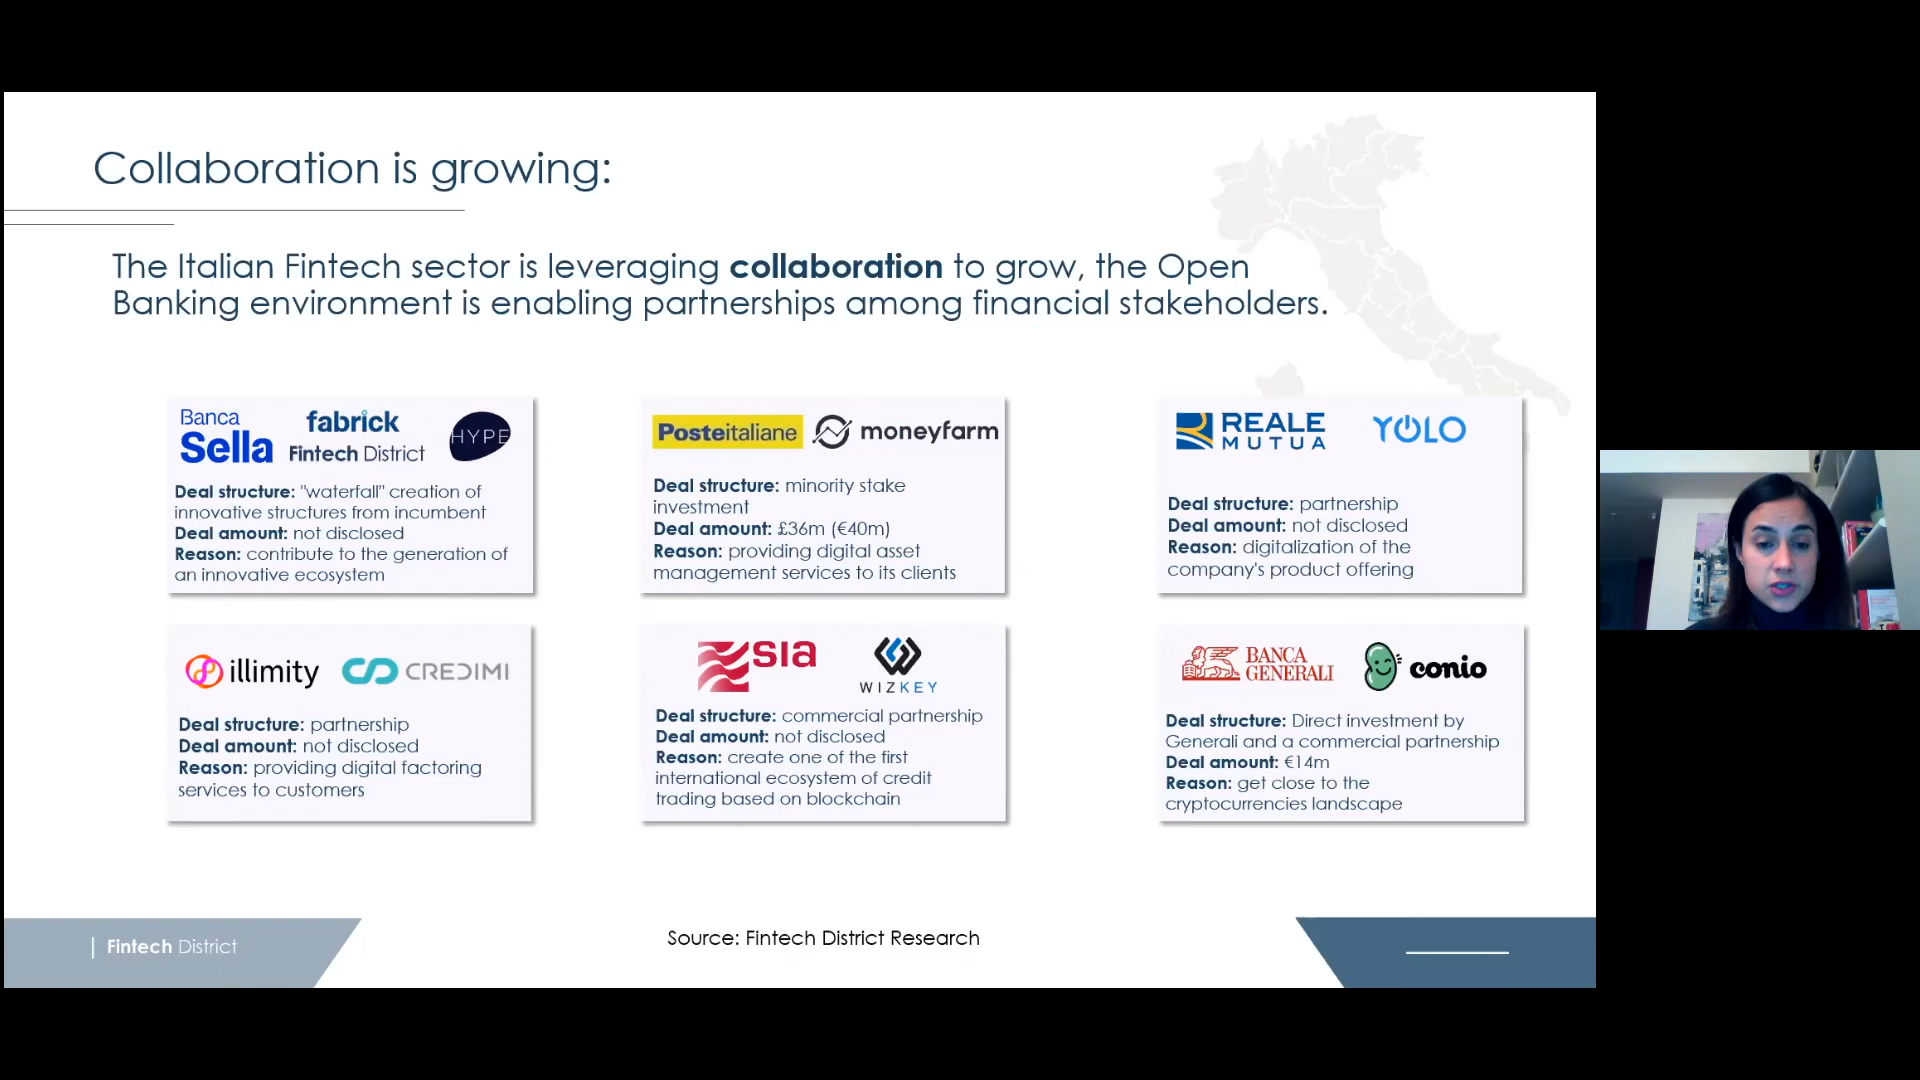 Collaboration is growing:
The Italian Fintech sector is leveraging collaboration to grow, the Open
Banking environment is enabling partnerships among financial stakeholders.
Banca
Sella
fabrick
Fintech District
HYPE
Deal structure: "waterfall" creation of
innovative structures from incumbent
Deal amount: not disclosed
Reason: contribute to the generation of
an innovative ecosystem
Posteitaliane
moneyfarm
Deal structure: minority stake
investment
Deal amount: £36m (€40m)
Reason: providing digital asset
management services to its clients
REALE
MUTUA
YOLO
Deal structure: partnership
Deal amount: not disclosed
Reason: digitalization of the
company's product offering
illimity
CREDIMI
Deal structure: partnership
Deal amount: not disclosed
Reason: providing digital factoring
services to customers
sia
WIZKEY
Deal structure: commercial partnership
Deal amount: not disclosed
Reason: create one of the first
international ecosystem of credit
trading based on blockchain
BANCA
GENERALI
conio
Deal structure: Direct investment by
Generali and a commercial partnership
Deal amount: €14m
Reason: get close to the
cryptocurrencies landscape
Source: Fintech District Research
| Fintech District